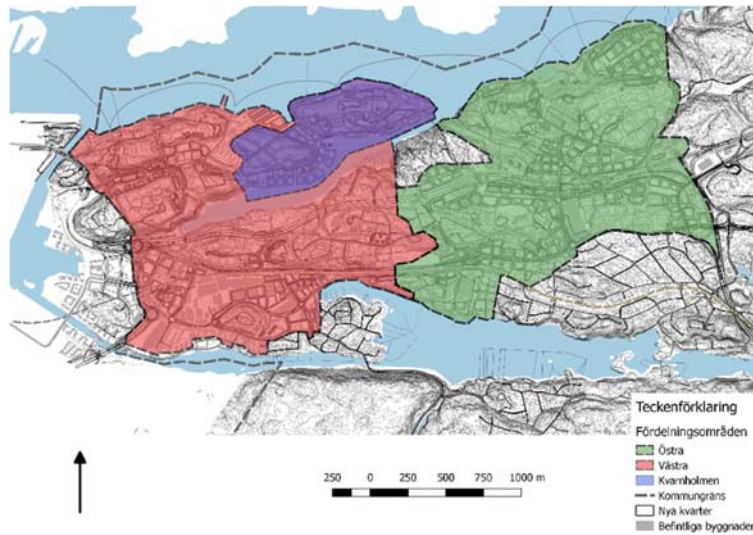 Teckenförklaring
Fördelningsområden
Östra
Västra
Kvarnholmen
Kommungräns
Nya kvarter
Befintliga byggnader
250 0 250 500 750 1000 m